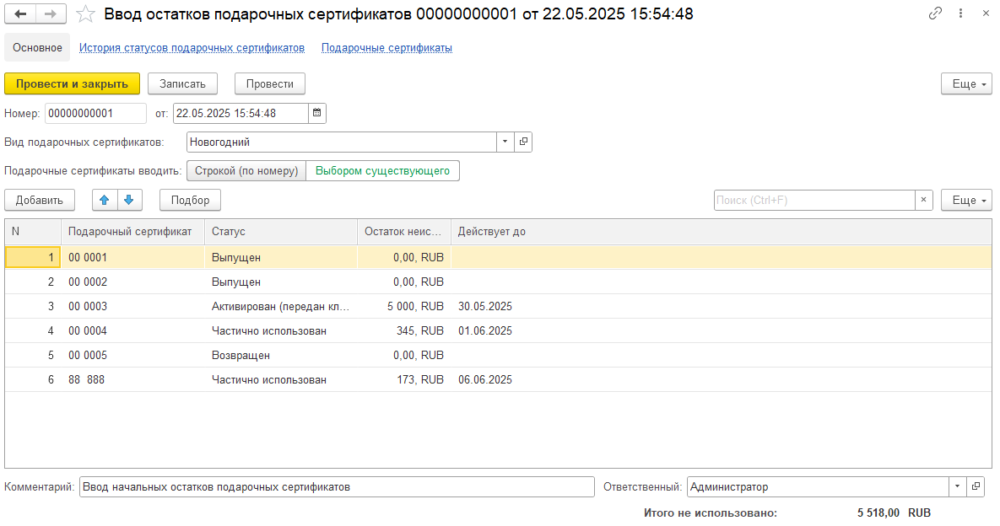 Ввод остатков подарочных сертификатов 00000000001 от 22.05.2025 15:54:48
Основное История статусов подарочных сертификатов Подарочные сертификаты
Провести и закрыть Записать Провести Еще
Номер: 00000000001 от: 22.05.2025 15:54:48
Вид подарочных сертификатов: Новогодний
Подарочные сертификаты вводить: Строкой (по номеру) Выбором существующего
Добавить Подбор Поиск (Ctrl+F) × Еще
N Подарочный сертификат Статус Остаток неис... Действует до
1 00 0001 Выпущен 0,00, RUB
2 00 0002 Выпущен 0,00, RUB
3 00 0003 Активирован (передан кл... 5 000, RUB 30.05.2025
4 00 0004 Частично использован 345, RUB 01.06.2025
5 00 0005 Возвращен 0,00, RUB
6 88 888 Частично использован 173, RUB 06.06.2025
Комментарий: Ввод начальных остатков подарочных сертификатов Ответственный: Администратор
Итого не использовано: 5 518,00 RUB